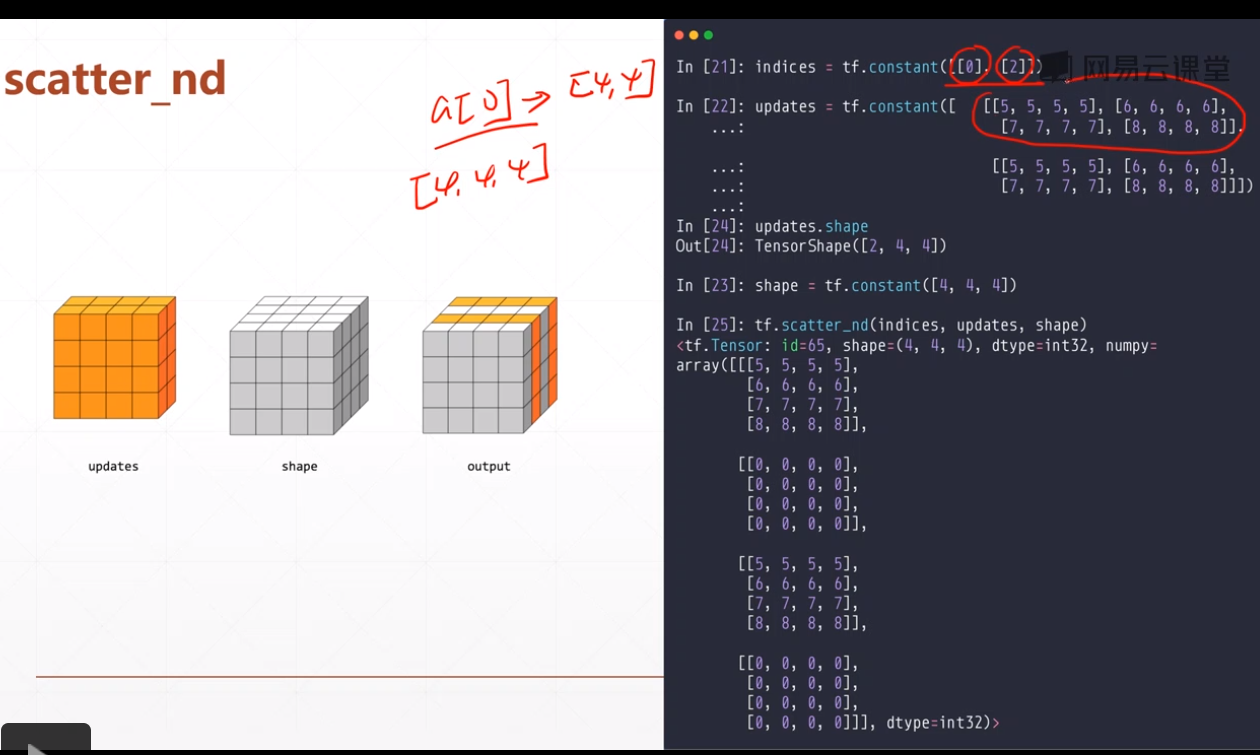 scatter_nd
a[0] → [4,4]
[4,4,4]
updates
shape
output
网易云课堂
In [21]: indices = tf.constant([[0], [2]])
In [22]: updates = tf.constant([   [[5, 5, 5, 5], [6, 6, 6, 6],
...:                                [7, 7, 7, 7], [8, 8, 8, 8]],
...:                               [[5, 5, 5, 5], [6, 6, 6, 6],
...:                                [7, 7, 7, 7], [8, 8, 8, 8]]])
...:
In [24]: updates.shape
Out[24]: TensorShape([2, 4, 4])
In [23]: shape = tf.constant([4, 4, 4])
In [25]: tf.scatter_nd(indices, updates, shape)
<tf.Tensor: id=65, shape=(4, 4, 4), dtype=int32, numpy=
array([[[5, 5, 5, 5],
[6, 6, 6, 6],
[7, 7, 7, 7],
[8, 8, 8, 8]],
[[0, 0, 0, 0],
[0, 0, 0, 0],
[0, 0, 0, 0],
[0, 0, 0, 0]],
[[5, 5, 5, 5],
[6, 6, 6, 6],
[7, 7, 7, 7],
[8, 8, 8, 8]],
[[0, 0, 0, 0],
[0, 0, 0, 0],
[0, 0, 0, 0],
[0, 0, 0, 0]]], dtype=int32)>